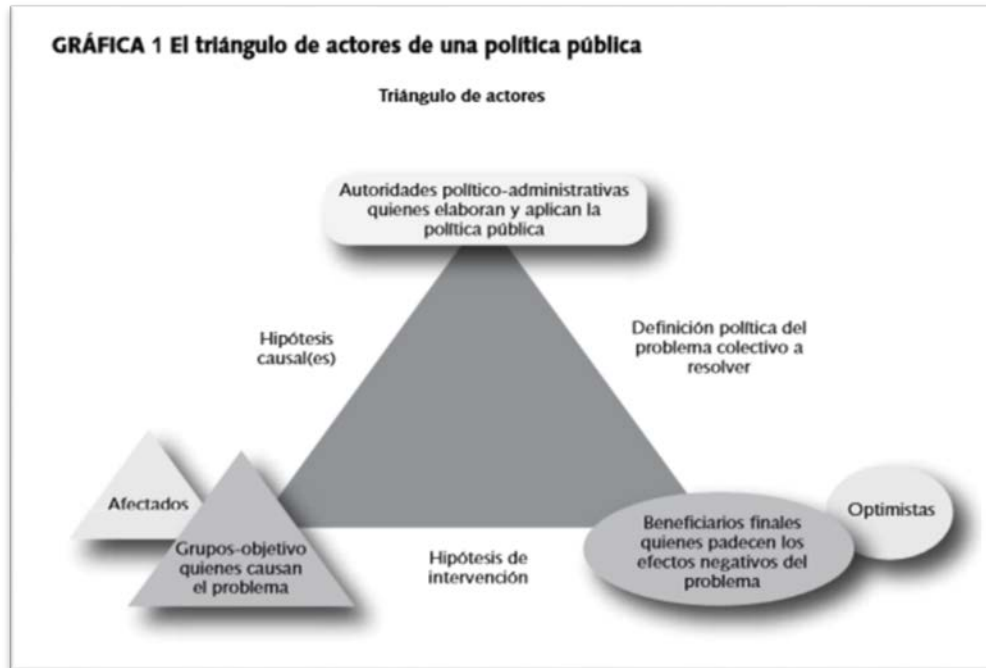 GRÁFICA 1 El triángulo de actores de una política pública
Triángulo de actores
Autoridades político-administrativas
quienes elaboran y aplican la
política pública
Hipótesis
causal(es)
Definición política del
problema colectivo a
resolver
Afectados
Grupos-objetivo
quienes causan
el problema
Hipótesis de
intervención
Beneficiarios finales
quienes padecen los
efectos negativos del
problema
Optimistas